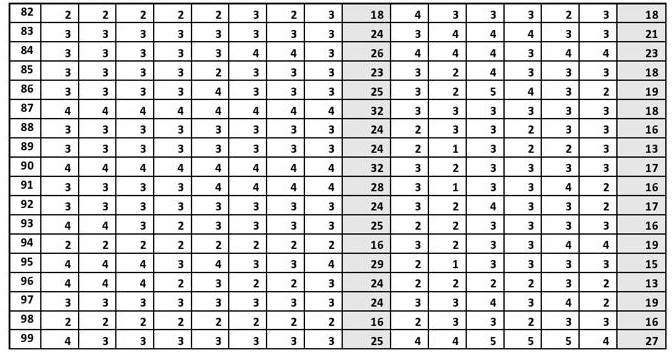 82 2 2 2 2 2 3 2 3 18 4 3 3 3 2 3 18
83 3 3 3 3 3 3 3 3 24 3 4 4 4 3 3 21
84 3 3 3 3 3 4 4 3 26 4 4 4 3 4 4 23
85 3 3 3 3 2 3 3 3 23 3 2 4 3 3 3 18
86 3 3 3 3 4 3 3 3 25 3 2 5 4 3 2 19
87 4 4 4 4 4 4 4 4 32 3 3 3 3 3 3 18
88 3 3 3 3 3 3 3 3 24 2 3 3 2 3 3 16
89 3 3 3 3 3 3 3 3 24 2 1 3 2 2 3 13
90 4 4 4 4 4 4 4 4 32 3 2 3 3 3 3 17
91 3 3 3 3 4 4 4 4 28 3 1 3 3 4 2 16
92 3 3 3 3 3 3 3 3 24 3 2 4 3 3 2 17
93 4 4 3 2 3 3 3 3 25 2 2 3 3 3 3 16
94 2 2 2 2 2 2 2 2 16 3 2 3 3 4 4 19
95 4 4 4 3 4 3 3 4 29 2 1 3 3 3 3 15
96 4 4 4 2 3 2 2 3 24 2 2 2 2 3 2 13
97 3 3 3 3 3 3 3 3 24 3 3 4 3 4 2 19
98 2 2 2 2 2 2 2 2 16 2 3 3 2 3 3 16
99 4 3 3 3 3 3 3 3 25 4 4 5 5 5 4 27